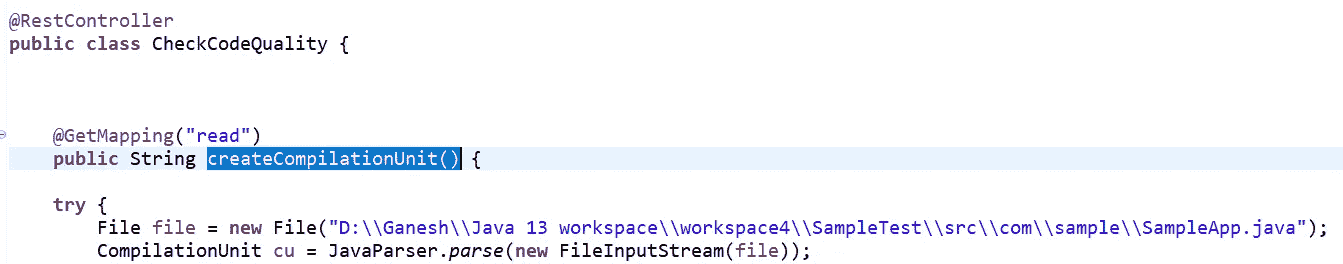 @RestController
public class CheckCodeQuality {
@GetMapping("read")
public String createCompilationUnit() {
try {
File file = new File("D:\\Ganesh\\Java 13 workspace\\workspace4\\SampleTest\\src\\com\\sample\\SampleApp.java");
CompilationUnit cu = JavaParser.parse(new FileInputStream(file));